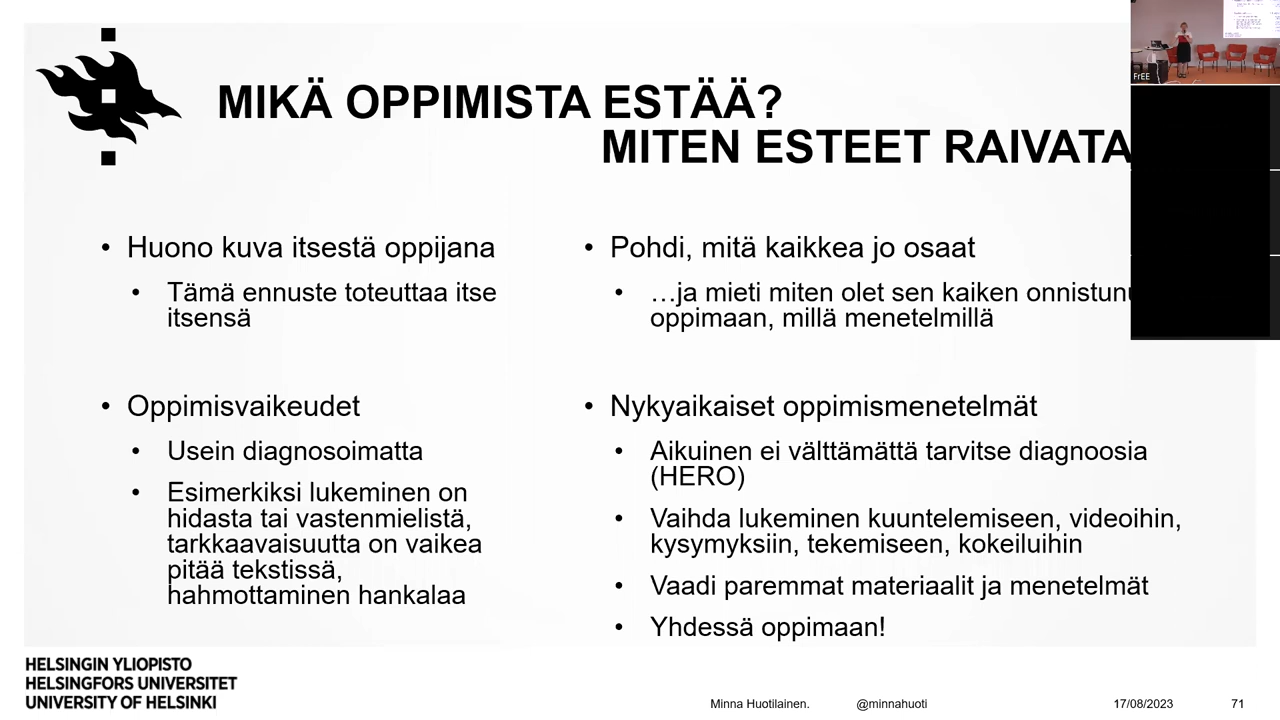 MIKÄ OPPIMISTA ESTÄÄ?
MITEN ESTEET RAIVATA
FrEE
• Huono kuva itsestä oppijana
• Tämä ennuste toteuttaa itse
itsensä
• Pohdi, mitä kaikkea jo osaat
• …ja mieti miten olet sen kaiken
oppimaan, millä menetelmillä
• Oppimisvaikeudet
• Usein diagnosoimatta
• Esimerkiksi lukeminen on
hidasta tai vastenmielistä,
tarkkaavaisuutta on vaikea
pitää tekstissä,
hahmottaminen hankalaa
• Nykyaikaiset oppimismenetelmät
• Aikuinen ei välttämättä tarvitse diagnoosia
(HERO)
• Vaihda lukeminen kuuntelemiseen, videoihin,
kysymyksiin, tekemiseen, kokeiluihin
• Vaadi paremmat materiaalit ja menetelmät
• Yhdessä oppimaan!
HELSINGIN YLIOPISTO
HELSINGFORS UNIVERSITET
UNIVERSITY OF HELSINKI
Minna Huotilainen. @minnahuoti 17/08/2023 71